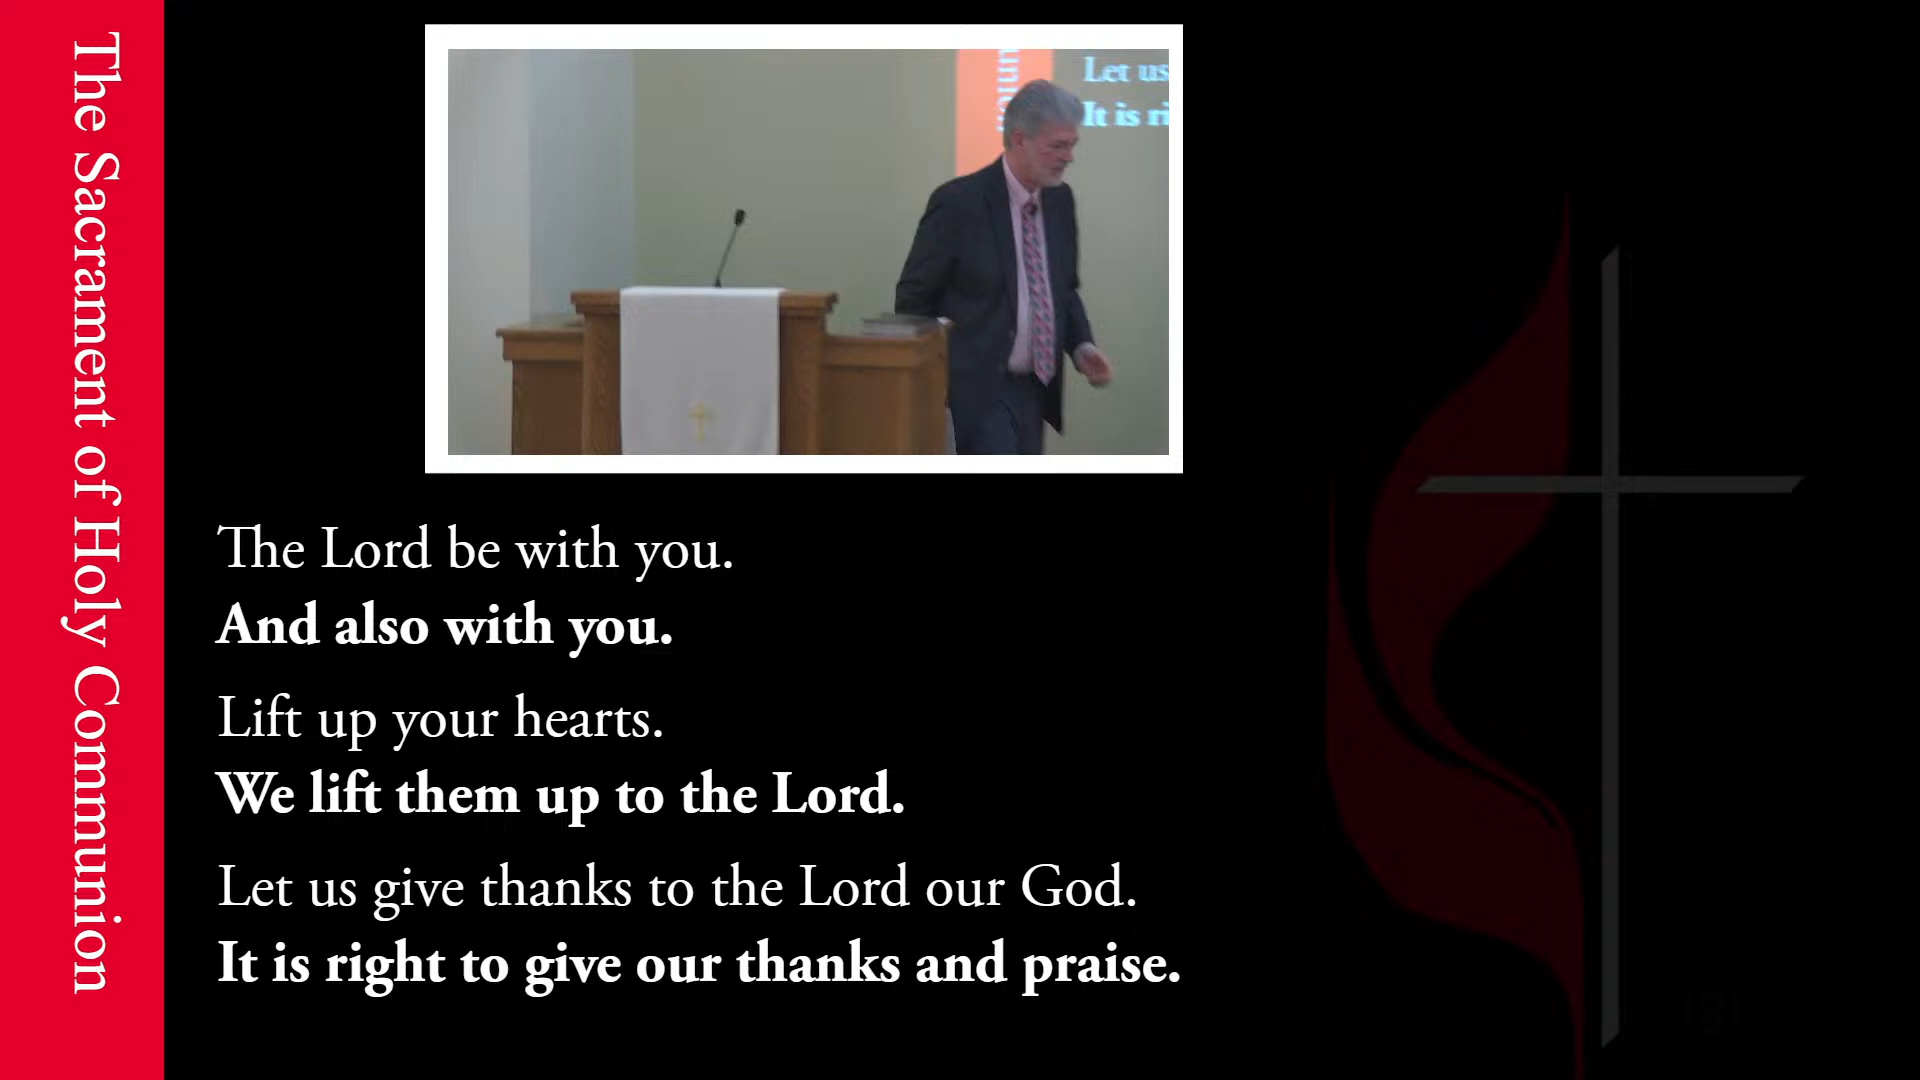 The Sacrament of Holy Communion
union
Let us
It is ri
The Lord be with you.
And also with you.
Lift up your hearts.
We lift them up to the Lord.
Let us give thanks to the Lord our God.
It is right to give our thanks and praise.